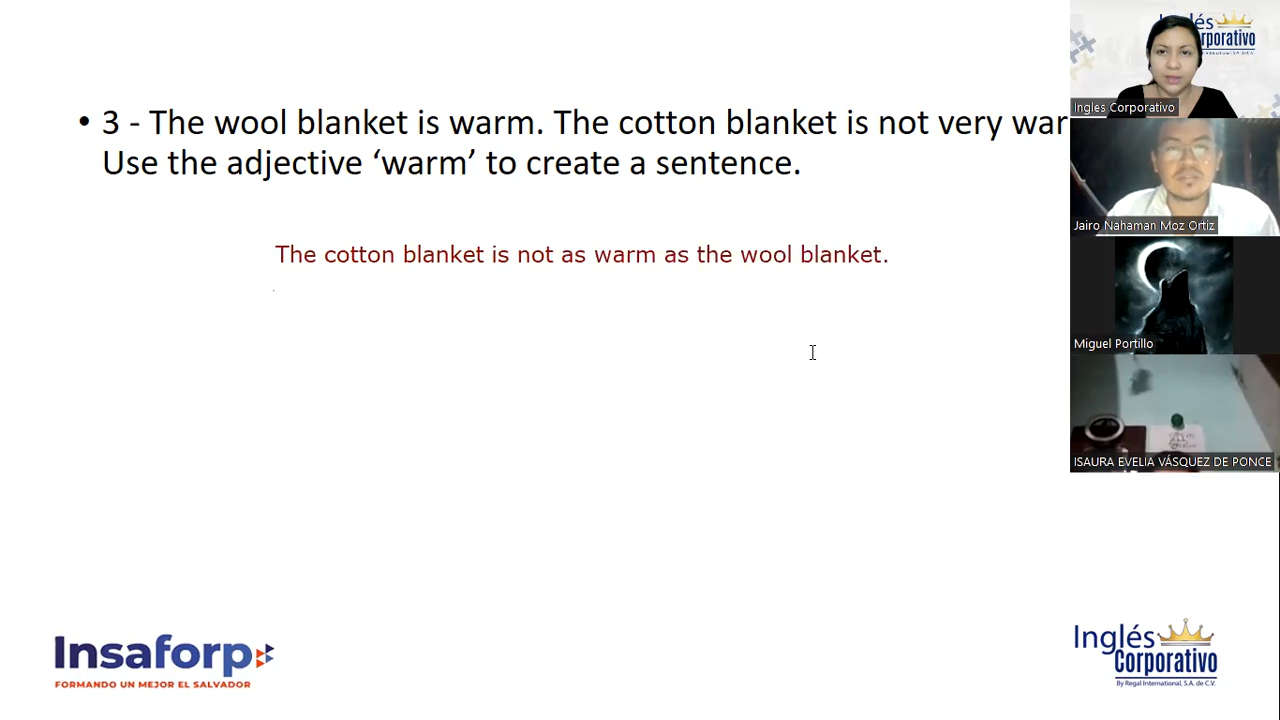 • 3 - The wool blanket is warm. The cotton blanket is not very war
Use the adjective ‘warm’ to create a sentence.
The cotton blanket is not as warm as the wool blanket.
Inglés
Corporativo
Ingles Corporativo
Jairo Nahaman Moz Ortiz
Miguel Portillo
ISAURA EVELIA VÁSQUEZ DE PONCE
Insaforp
FORMANDO UN MEJOR EL SALVADOR
Inglés
Corporativo
By Regal International, S.A. de C.V.